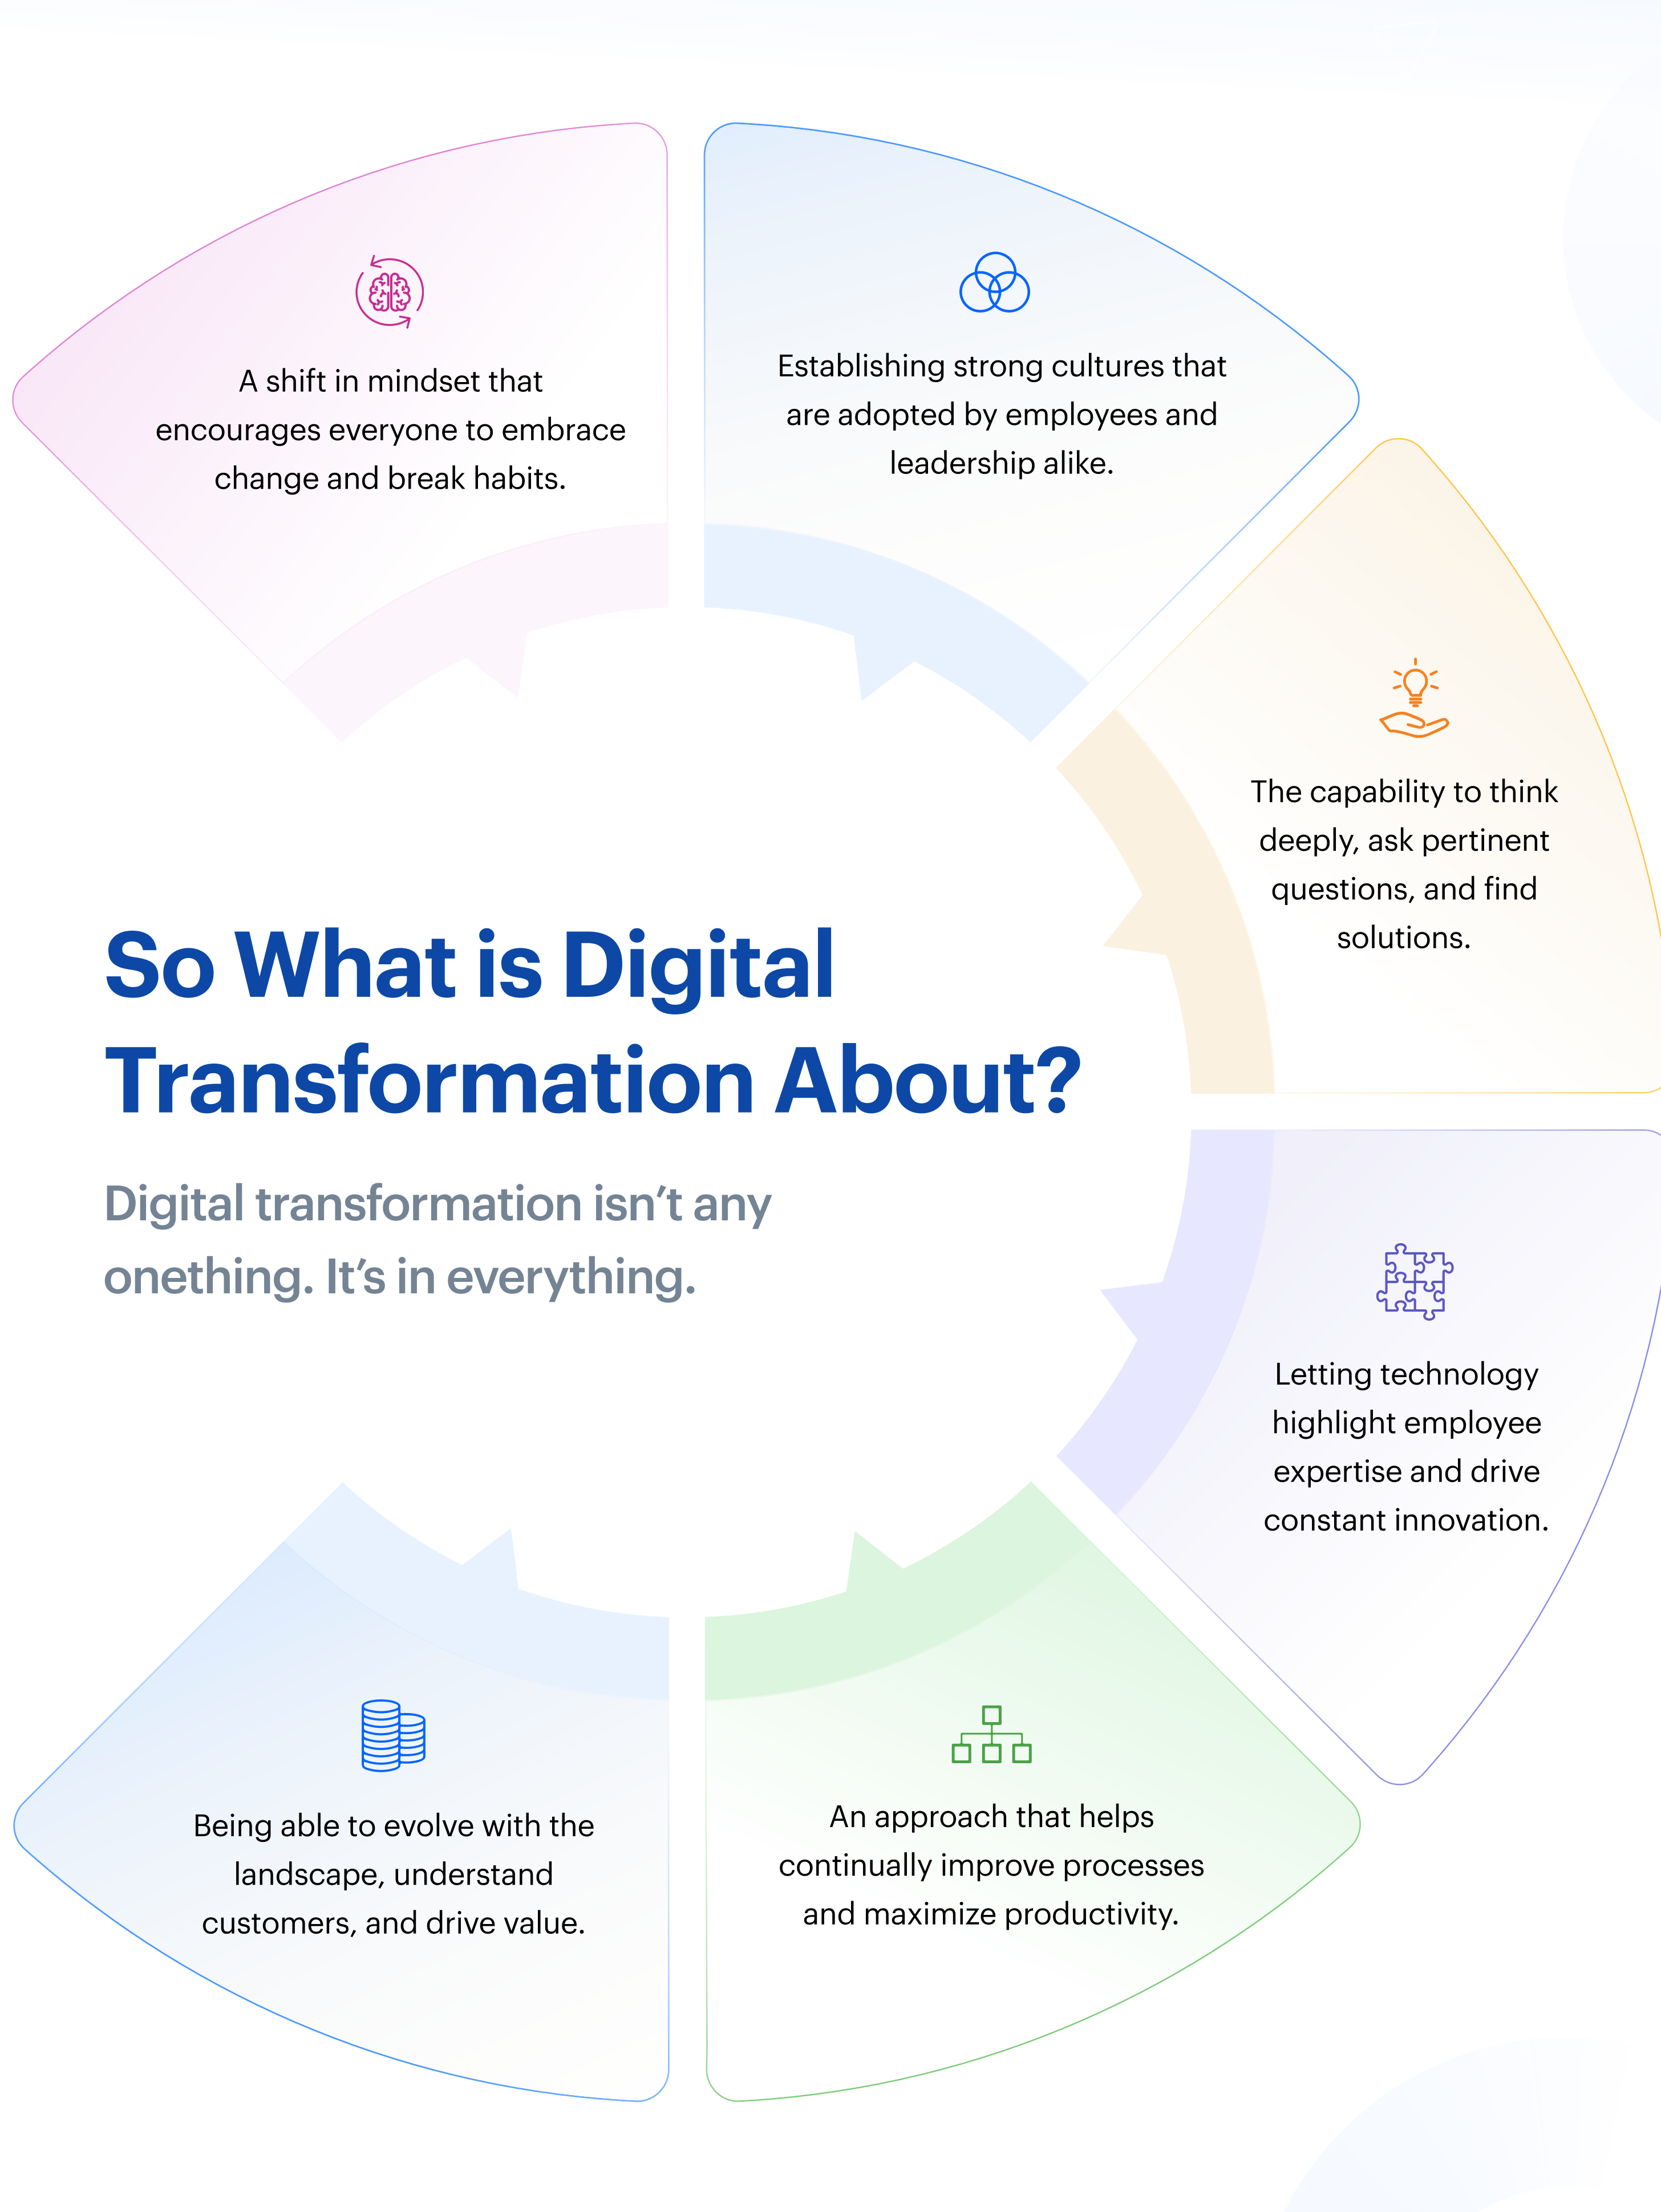 A shift in mindset that
encourages everyone to embrace
change and break habits.
Establishing strong cultures that
are adopted by employees and
leadership alike.
The capability to think
deeply, ask pertinent
questions, and find
solutions.
So What is Digital
Transformation About?
Digital transformation isn’t any
onething. It’s in everything.
Letting technology
highlight employee
expertise and drive
constant innovation.
An approach that helps
continually improve processes
and maximize productivity.
Being able to evolve with the
landscape, understand
customers, and drive value.